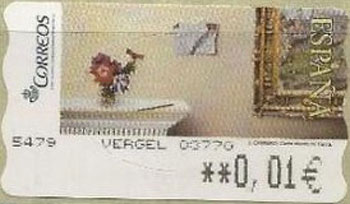 CORREOS
ESPAÑA
5479 VERGEL 03770
**0,01€